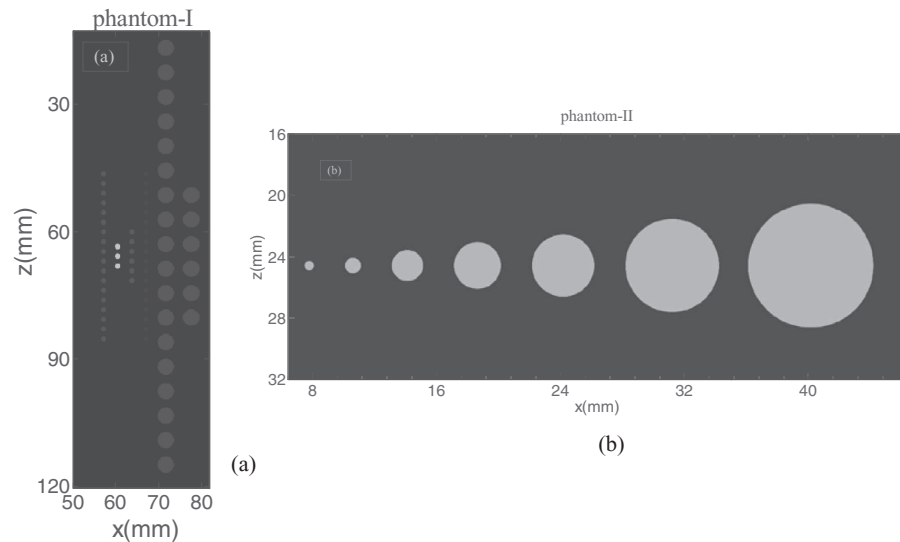 phantom-I
(a)
30
60
90
120
z(mm)
50 60 70 80
x(mm)
(a)
phantom-II
(b)
16
20
24
28
32
z(mm)
8 16 24 32 40
x(mm)
(b)